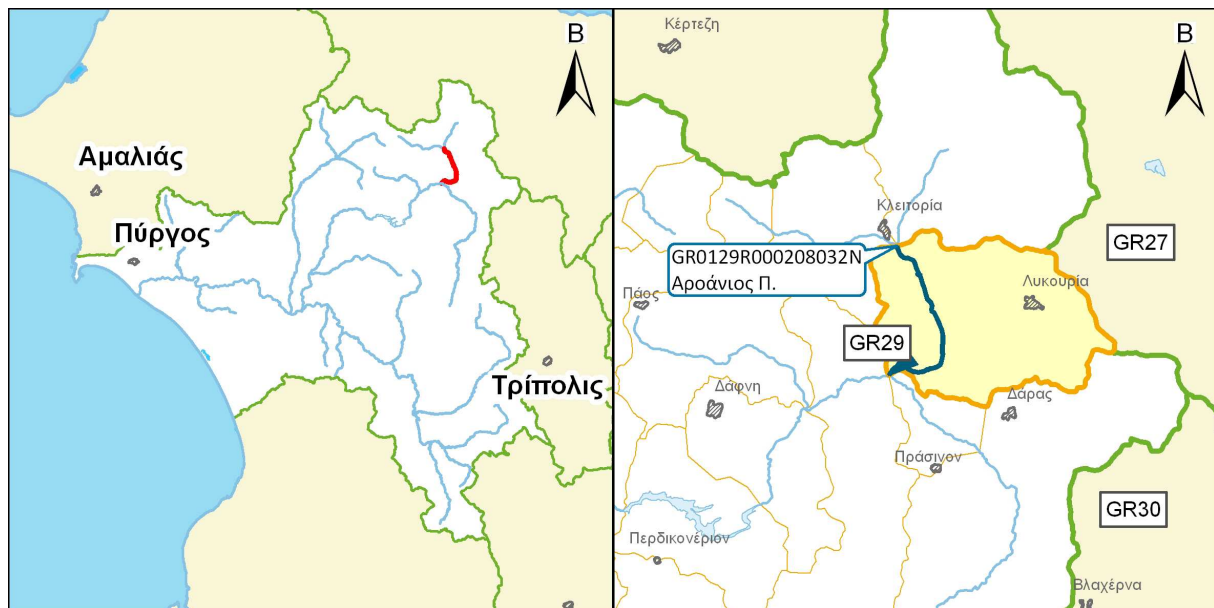 B
Αμαλιάς
Πύργος
Τρίπολις
Κέρτεζη
B
Κλειτορία
GR27
GR0129R000208032N
Αροάνιος Π.
Λυκουρία
Πάος
GR29
Δάφνη
Δάρας
Πράσινον
GR30
Περδικονέριον
Βλαχέρνα